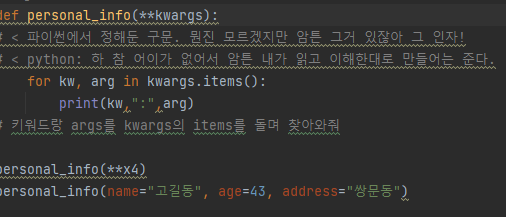 def personal_info(**kwargs):
# < 파이썬에서 정해둔 구문. 뭔진 모르겠지만 암튼 그거 있잖아 그 인자!
# < python: 하 참 어이가 없어서 암튼 내가 읽고 이해한대로 만들어는 준다.
for kw, arg in kwargs.items():
print(kw,":",arg)
# 키워드랑 args를 kwargs의 items를 돌며 찾아와줘
personal_info(**x4)
personal_info(name="고길동", age=43, address="쌍문동")